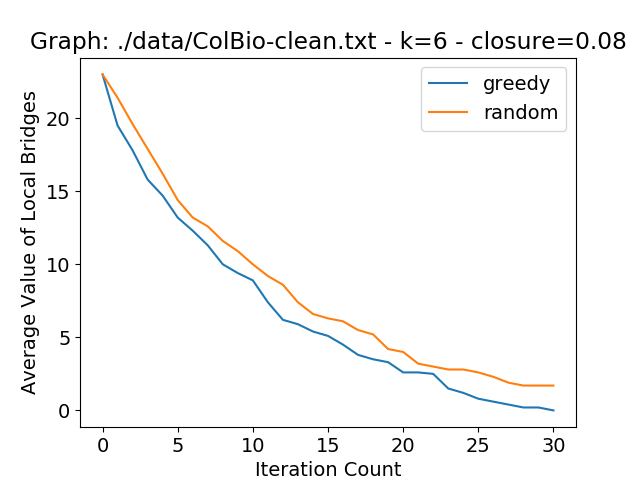 Graph: ./data/ColBio-clean.txt - k=6 - closure=0.08
greedy
random
Average Value of Local Bridges
20
15
10
5
0
0 5 10 15 20 25 30
Iteration Count